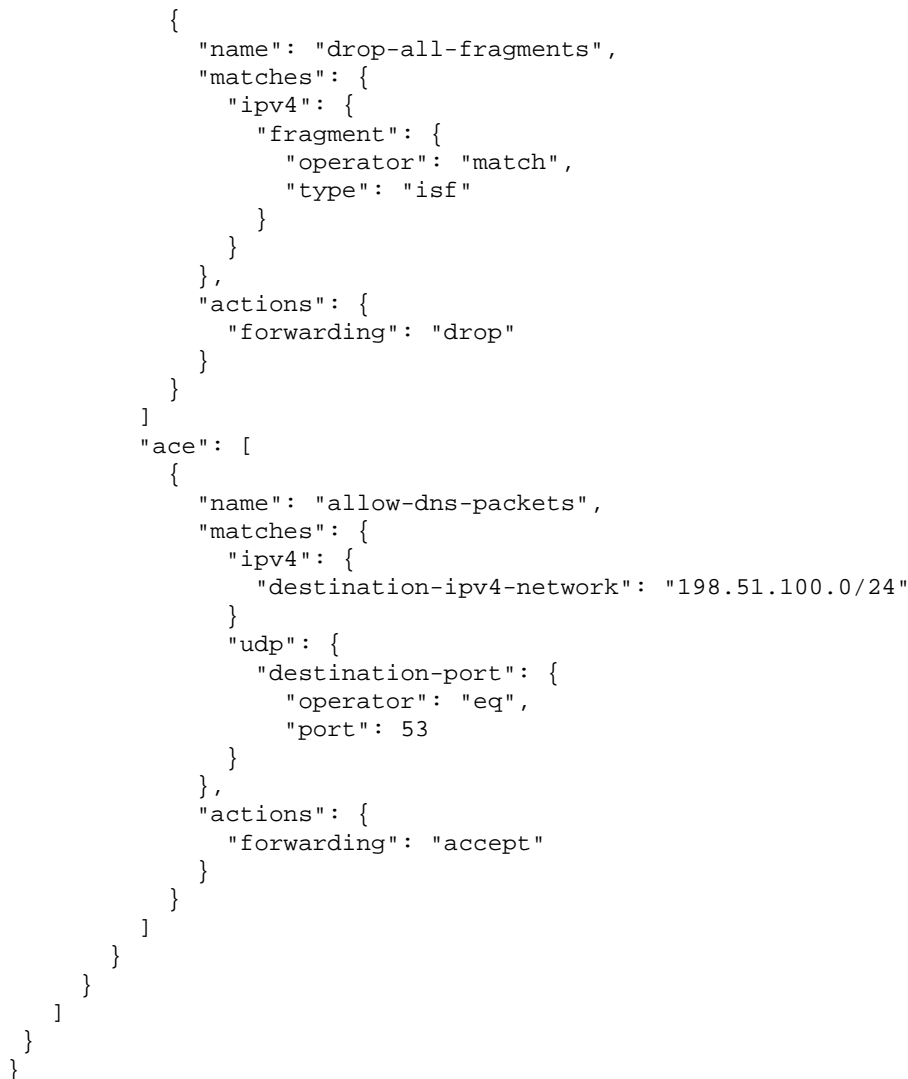 {
"name": "drop-all-fragments",
"matches": {
"ipv4": {
"fragment": {
"operator": "match",
"type": "isf"
}
}
},
"actions": {
"forwarding": "drop"
}
}
]
"ace": [
{
"name": "allow-dns-packets",
"matches": {
"ipv4": {
"destination-ipv4-network": "198.51.100.0/24"
}
"udp": {
"destination-port": {
"operator": "eq",
"port": 53
}
},
"actions": {
"forwarding": "accept"
}
}
]
}
}
]
}
}